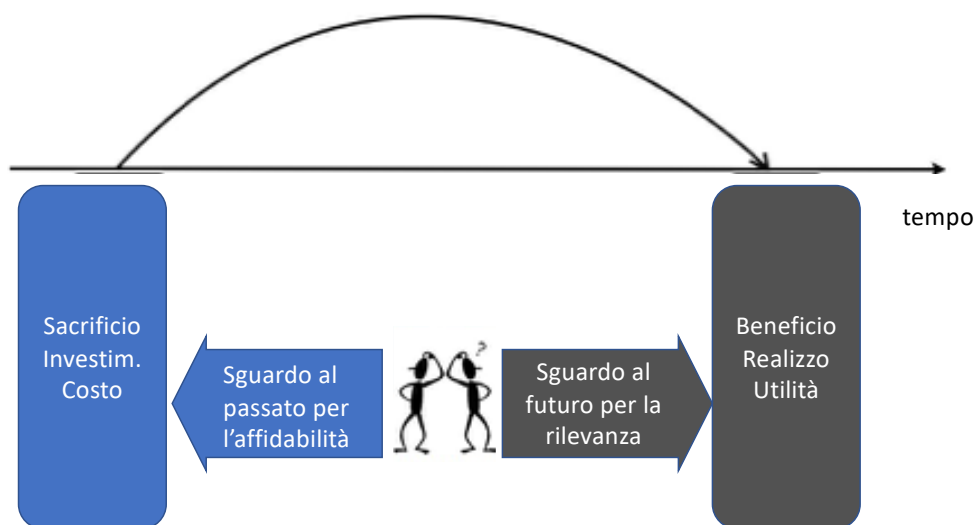 tempo
Sacrificio
Investim.
Costo
Sguardo al
passato per
l'affidabilità
?
Sguardo al
futuro per la
rilevanza
Beneficio
Realizzo
Utilità